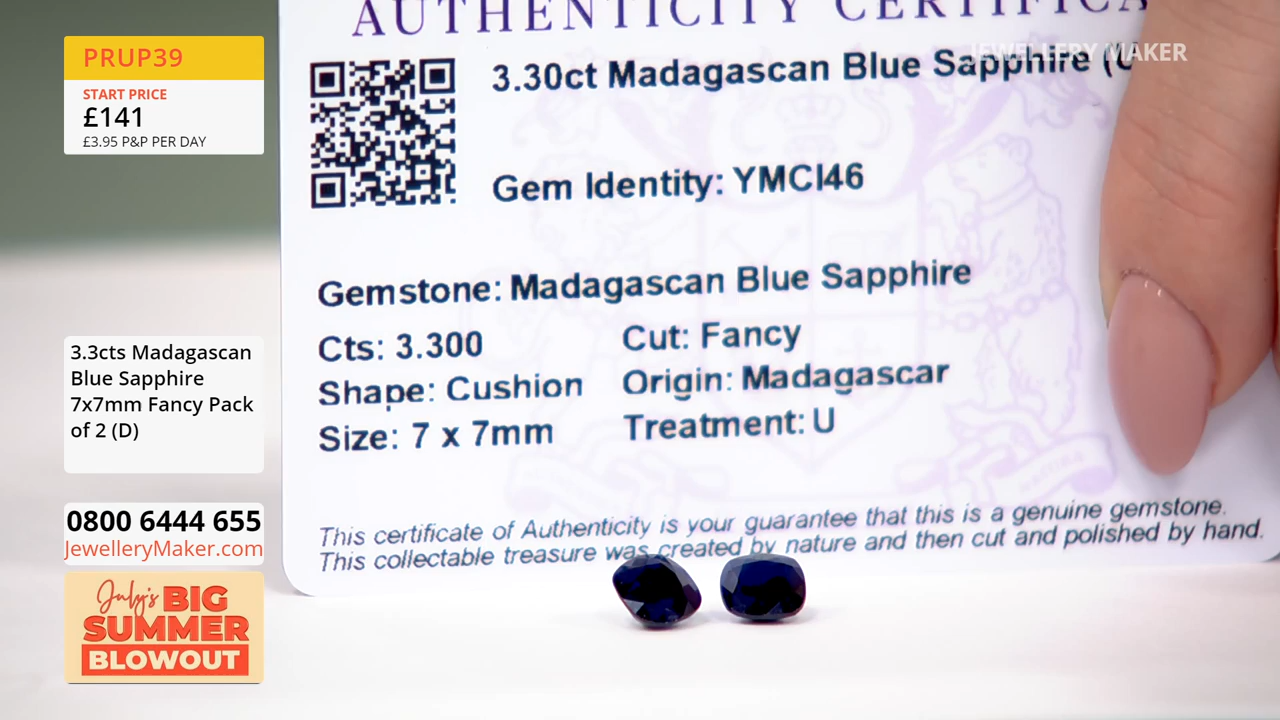 PRUP39
START PRICE
£141
£3.95 P&P PER DAY
3.3cts Madagascan
Blue Sapphire
7x7mm Fancy Pack
of 2 (D)
0800 6444 655
JewelleryMaker.com
July's BIG
SUMMER
BLOWOUT
JEWELLERY MAKER
AUTHENTICITY
3.30ct Madagascan Blue Sapphire
Gem Identity: YMCI46
Gemstone: Madagascan Blue Sapphire
Cts: 3.300
Cut: Fancy
Shape: Cushion
Origin: Madagascar
Size: 7 x 7mm
Treatment: U
This certificate of Authenticity is your guarantee that this is a genuine gemstone.
This collectable treasure was created by nature and then cut and polished by hand.